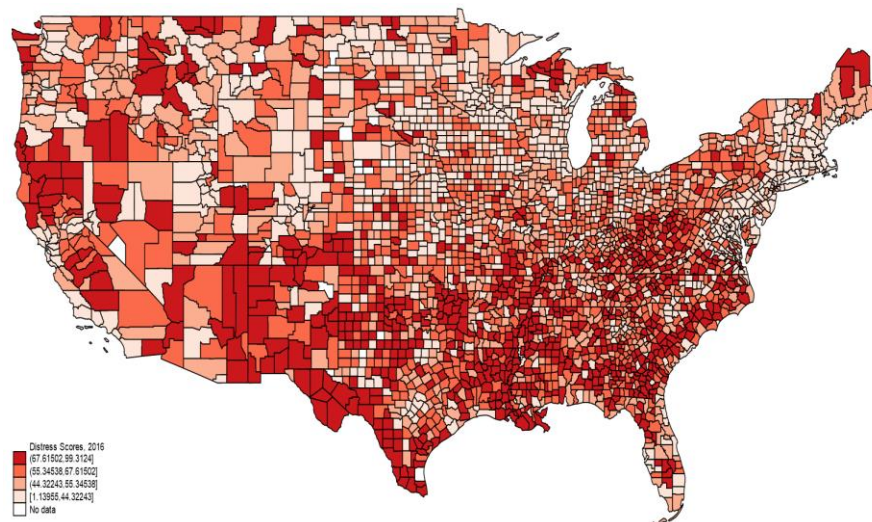 Distress Scores, 2016
(67.61502,99.3124]
(55.34538,67.61502]
(44.32243,55.34538]
[1.13955,44.32243]
No data